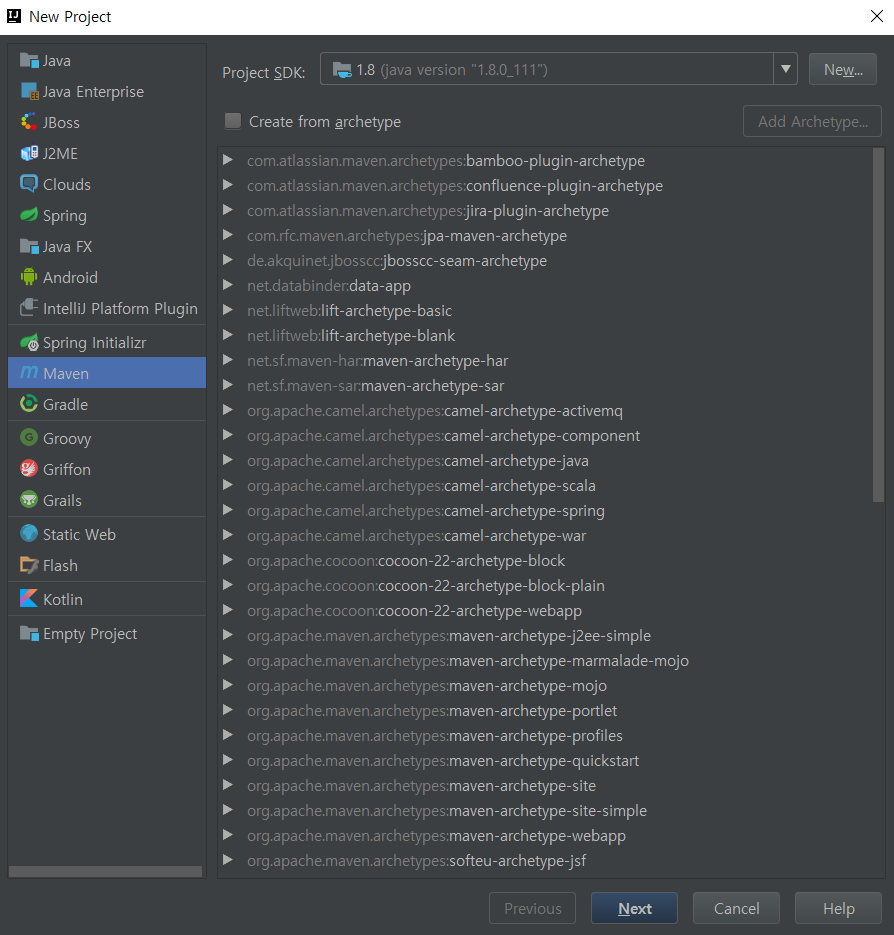 New Project
Java
Java Enterprise
JBoss
J2ME
Clouds
Spring
Java FX
Android
IntelliJ Platform Plugin
Spring Initializr
Maven
Gradle
Groovy
Griffon
Grails
Static Web
Flash
Kotlin
Empty Project
Project SDK: 1.8 (java version "1.8.0_111") New...
Create from archetype Add Archetype...
com.atlassian.maven.archetypes:bamboo-plugin-archetype
com.atlassian.maven.archetypes:confluence-plugin-archetype
com.atlassian.maven.archetypes:jira-plugin-archetype
com.rfc.maven.archetypes:jpa-maven-archetype
de.akquinet.jbosscc:jbosscc-seam-archetype
net.databinder:data-app
net.liftweb:lift-archetype-basic
net.liftweb:lift-archetype-blank
net.sf.maven-har:maven-archetype-har
net.sf.maven-sar:maven-archetype-sar
org.apache.camel.archetypes:camel-archetype-activemq
org.apache.camel.archetypes:camel-archetype-component
org.apache.camel.archetypes:camel-archetype-java
org.apache.camel.archetypes:camel-archetype-scala
org.apache.camel.archetypes:camel-archetype-spring
org.apache.camel.archetypes:camel-archetype-war
org.apache.cocoon:cocoon-22-archetype-block
org.apache.cocoon:cocoon-22-archetype-block-plain
org.apache.cocoon:cocoon-22-archetype-webapp
org.apache.maven.archetypes:maven-archetype-j2ee-simple
org.apache.maven.archetypes:maven-archetype-marmalade-mojo
org.apache.maven.archetypes:maven-archetype-mojo
org.apache.maven.archetypes:maven-archetype-portlet
org.apache.maven.archetypes:maven-archetype-profiles
org.apache.maven.archetypes:maven-archetype-quickstart
org.apache.maven.archetypes:maven-archetype-site
org.apache.maven.archetypes:maven-archetype-site-simple
org.apache.maven.archetypes:maven-archetype-webapp
org.apache.maven.archetypes:softeu-archetype-jsf
Previous Next Cancel Help